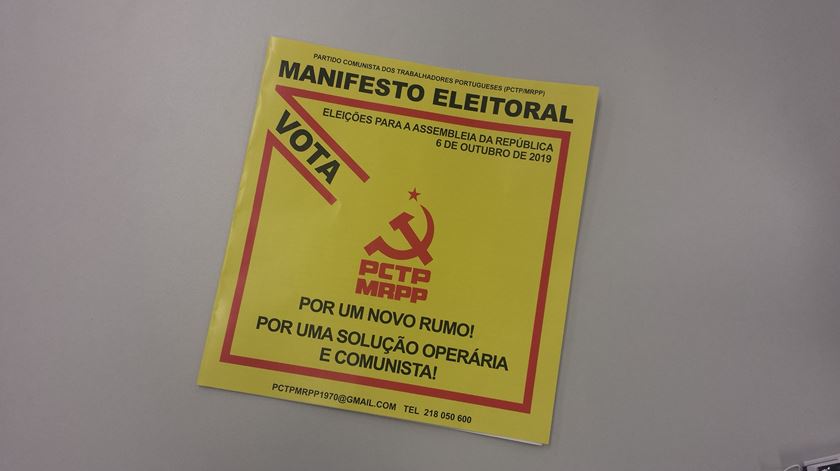 PARTIDO COMUNISTA DOS TRABALHADORES PORTUGUESES (PCTP/MRPP)
MANIFESTO ELEITORAL
ELEIÇÕES PARA A ASSEMBLEIA DA REPÚBLICA
6 DE OUTUBRO DE 2019
VOTA
PCTP
MRPP
POR UM NOVO RUMO!
POR UMA SOLUÇÃO OPERÁRIA
E COMUNISTA!
PCTPMRPP1970@GMAIL.COM TEL 218 050 600